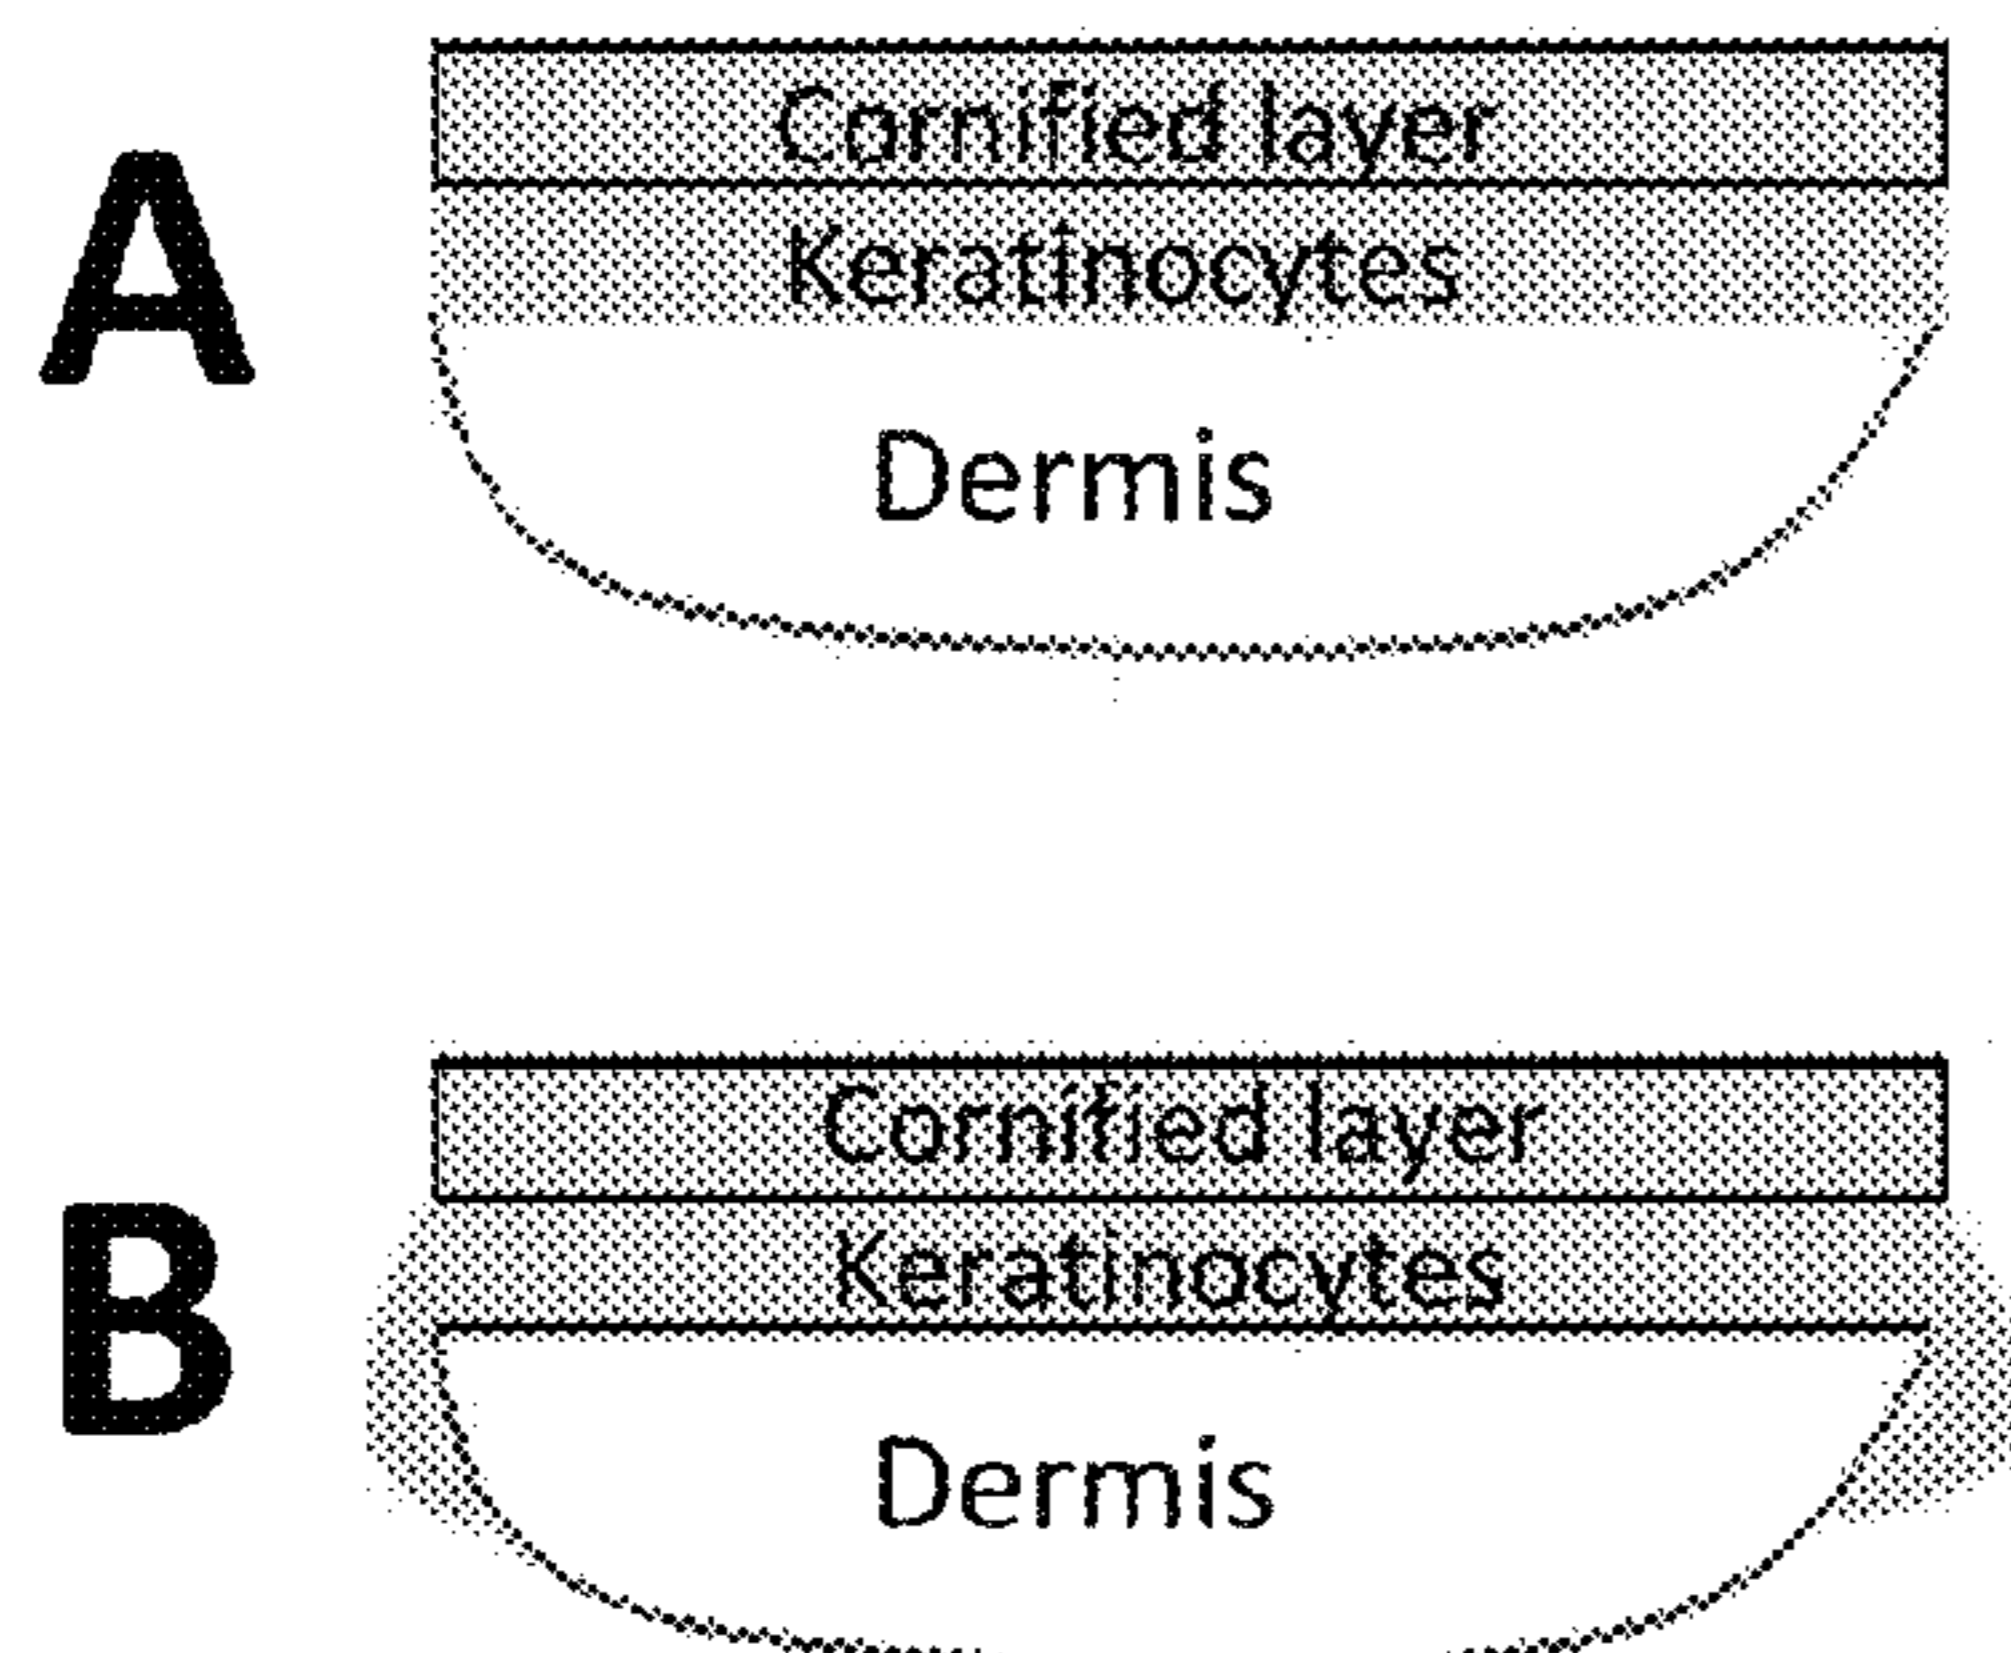 A
Cornified layer
Keratinocytes
Dermis
B
Cornified layer
Keratinocytes
Dermis